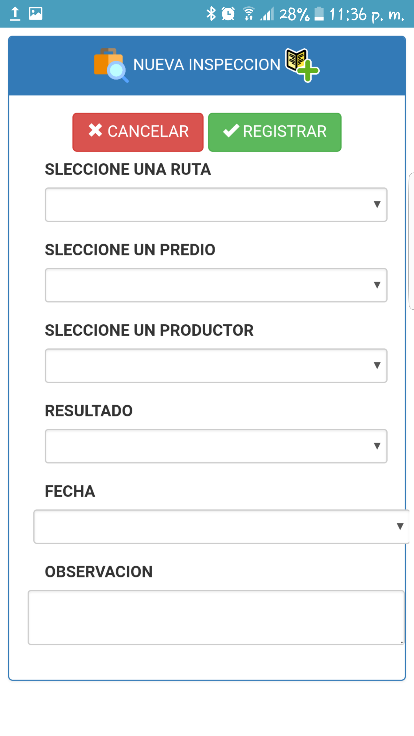 28% 11:36 p. m.
NUEVA INSPECCION
CANCELAR REGISTRAR
SLECCIONE UNA RUTA
SLECCIONE UN PREDIO
SLECCIONE UN PRODUCTOR
RESULTADO
FECHA
OBSERVACION